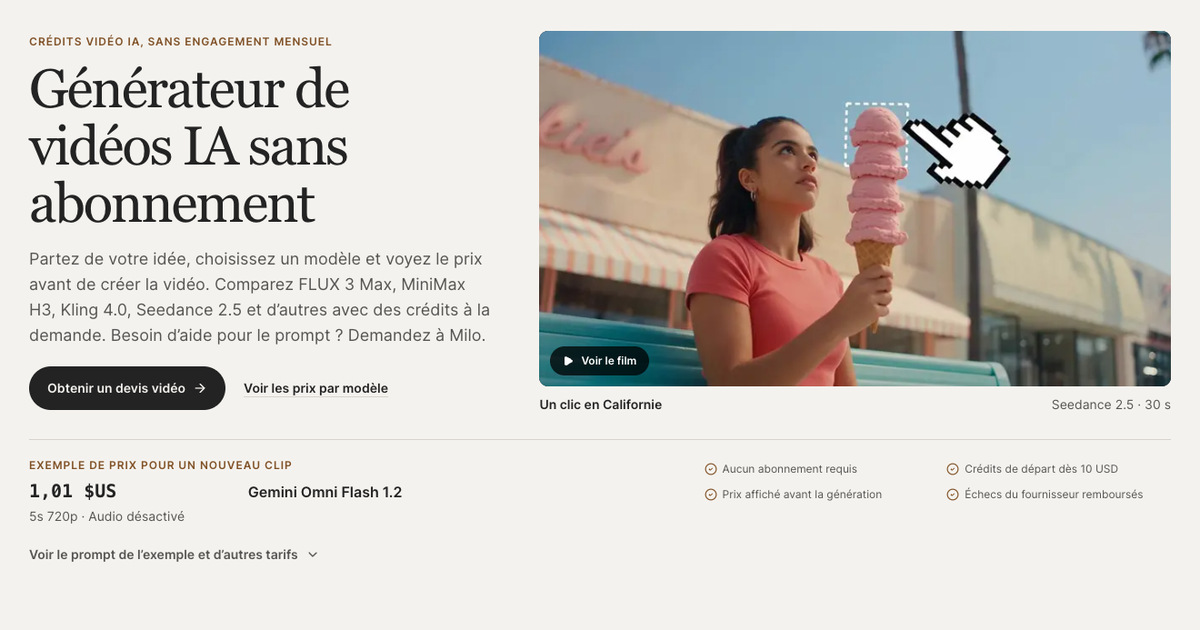 CRÉDITS VIDÉO IA, SANS ENGAGEMENT MENSUEL
Générateur de
vidéos IA sans
abonnement
Partez de votre idée, choisissez un modèle et voyez le prix
avant de créer la vidéo. Comparez FLUX 3 Max, MiniMax
H3, Kling 4.0, Seedance 2.5 et d’autres avec des crédits à la
demande. Besoin d’aide pour le prompt ? Demandez à Milo.
Obtenir un devis vidéo →
Voir les prix par modèle
Voir le film
Un clic en Californie
Seedance 2.5 · 30 s
EXEMPLE DE PRIX POUR UN NOUVEAU CLIP
1,01 $US
Gemini Omni Flash 1.2
5s 720p · Audio désactivé
Voir le prompt de l’exemple et d’autres tarifs
Aucun abonnement requis
Crédits de départ dès 10 USD
Prix affiché avant la génération
Échecs du fournisseur remboursés